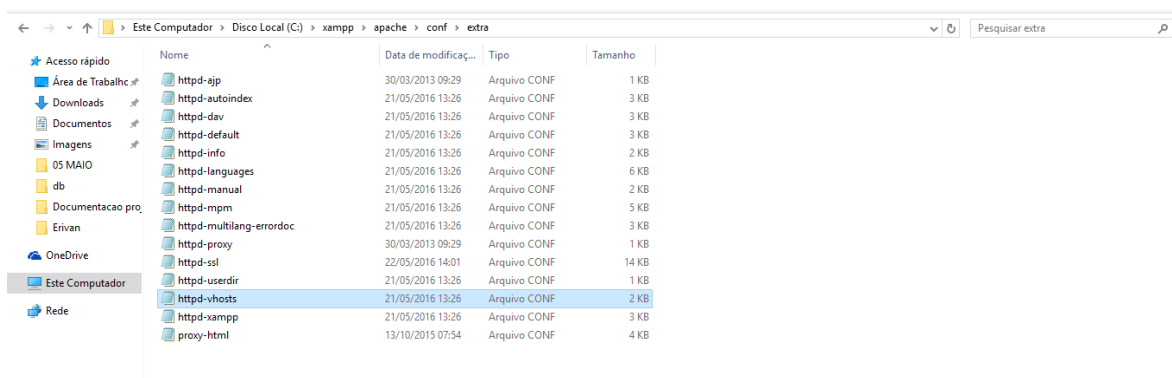 Este Computador > Disco Local (C:) > xampp > apache > conf > extra
Pesquisar extra
Nome Data de modificaç... Tipo Tamanho
Acesso rápido
Área de Trabalhc
Downloads
Documentos
Imagens
05 MAIO
db
Documentacao pro
Erivan
OneDrive
Este Computador
Rede
httpd-ajp 30/03/2013 09:29 Arquivo CONF 1 KB
httpd-autoindex 21/05/2016 13:26 Arquivo CONF 3 KB
httpd-dav 21/05/2016 13:26 Arquivo CONF 3 KB
httpd-default 21/05/2016 13:26 Arquivo CONF 3 KB
httpd-info 21/05/2016 13:26 Arquivo CONF 2 KB
httpd-languages 21/05/2016 13:26 Arquivo CONF 6 KB
httpd-manual 21/05/2016 13:26 Arquivo CONF 2 KB
httpd-mpm 21/05/2016 13:26 Arquivo CONF 5 KB
httpd-multilang-errordoc 21/05/2016 13:26 Arquivo CONF 3 KB
httpd-proxy 30/03/2013 09:29 Arquivo CONF 1 KB
httpd-ssl 22/05/2016 14:01 Arquivo CONF 14 KB
httpd-userdir 21/05/2016 13:26 Arquivo CONF 1 KB
httpd-vhosts 21/05/2016 13:26 Arquivo CONF 2 KB
httpd-xampp 21/05/2016 13:26 Arquivo CONF 3 KB
proxy-html 13/10/2015 07:54 Arquivo CONF 4 KB